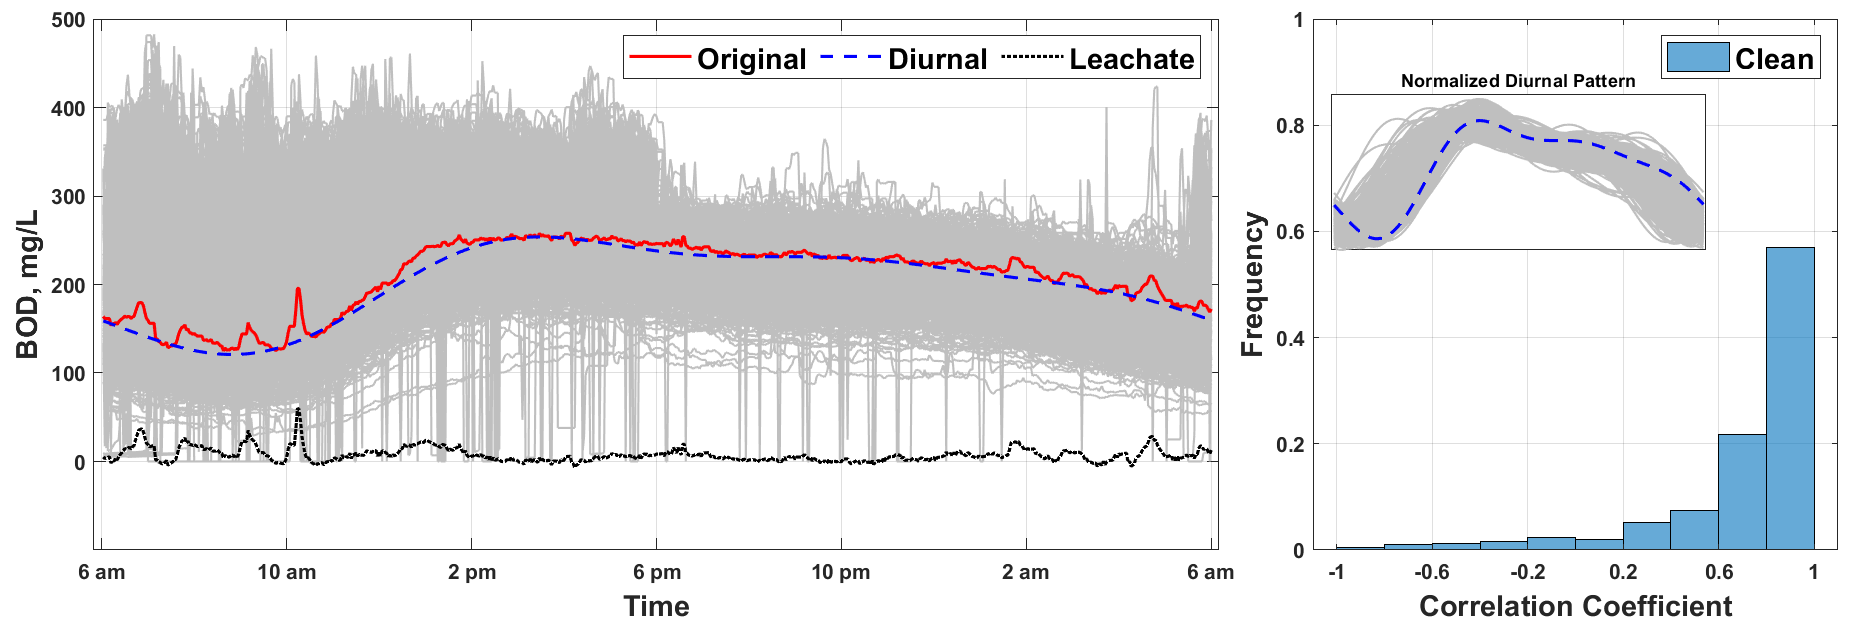 500
400
300
200
100
0
BOD, mg/L
Original Diurnal Leachate
6 am 10 am 2 pm 6 pm 10 pm 2 am 6 am
Time
1
0.8
0.6
0.4
0.2
0
Frequency
Clean
Normalized Diurnal Pattern
-1 -0.6 -0.2 0.2 0.6 1
Correlation Coefficient